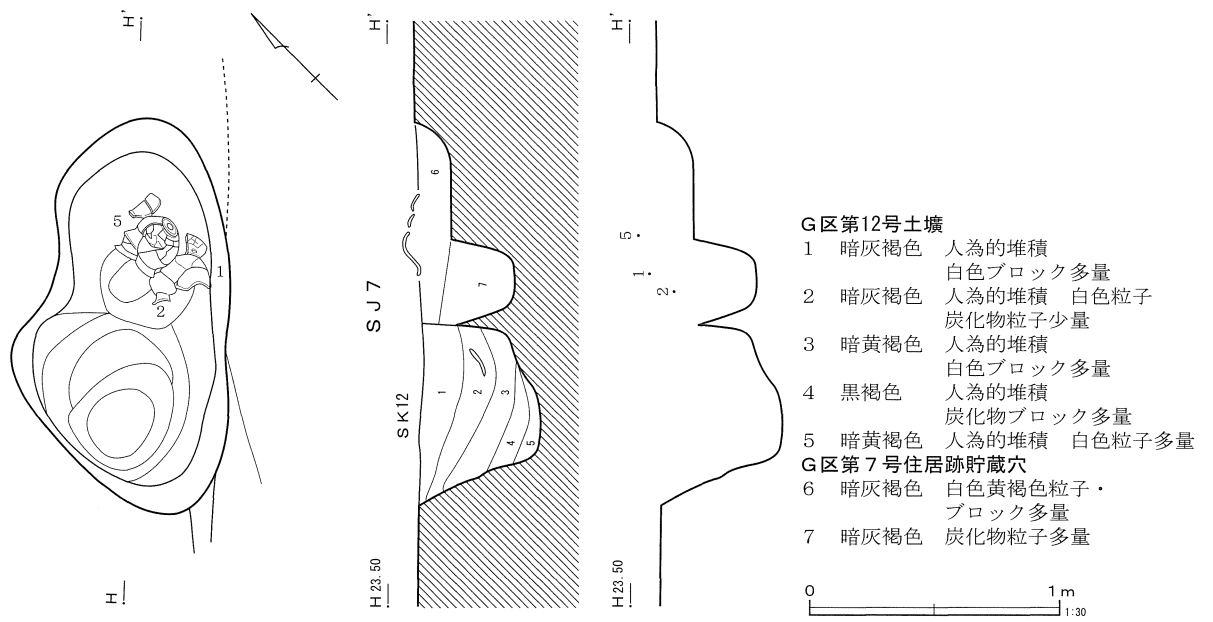 H'
H'
H'
5
1
2
6
7
SJ7
SK12
1
2
3
4
5
5
1
2
H
H 23.50
H 23.50
G区第12号土壙
1 暗灰褐色 人為的堆積
白色ブロック多量
2 暗灰褐色 人為的堆積 白色粒子
炭化物粒子少量
3 暗黄褐色 人為的堆積
白色ブロック多量
4 黒褐色 人為的堆積
炭化物ブロック多量
5 暗黄褐色 人為的堆積 白色粒子多量
G区第7号住居跡貯蔵穴
6 暗灰褐色 白色黄褐色粒子・
ブロック多量
7 暗灰褐色 炭化物粒子多量
0 1m
1:30